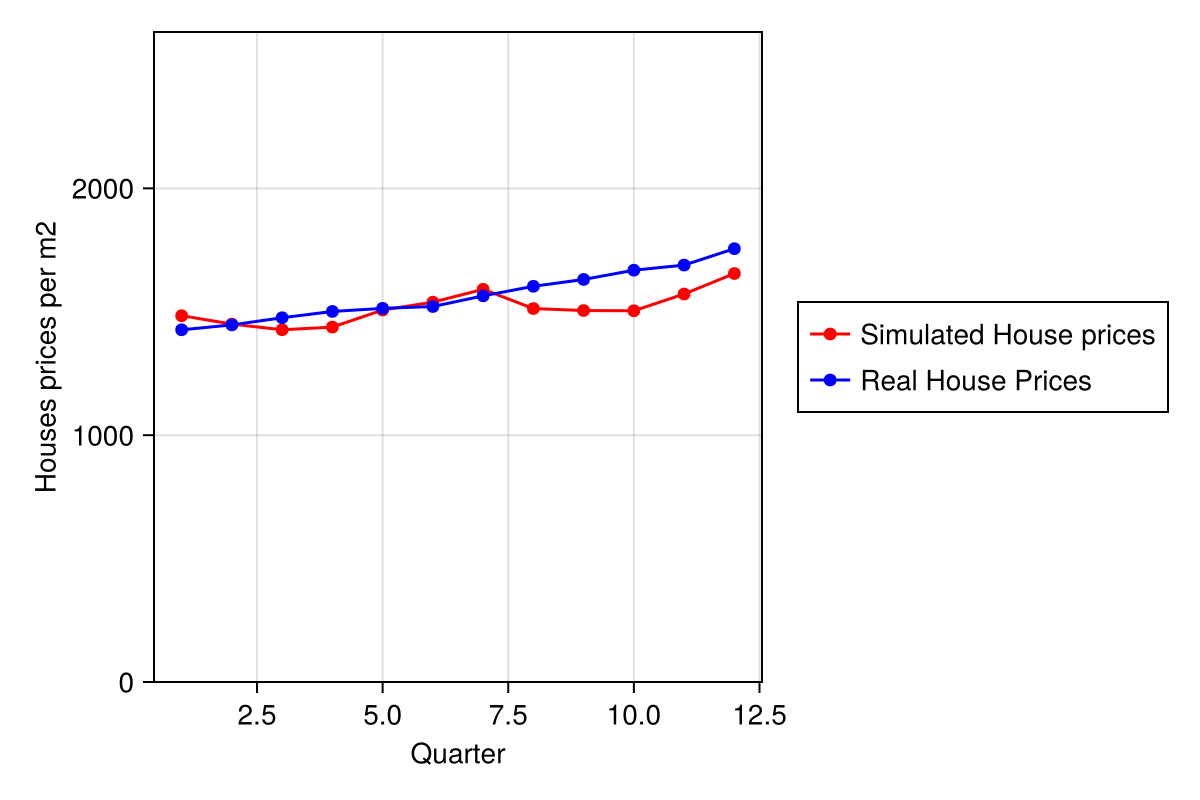 Houses prices per m2
2000
1000
0
2.5 5.0 7.5 10.0 12.5
Quarter
Simulated House prices
Real House Prices